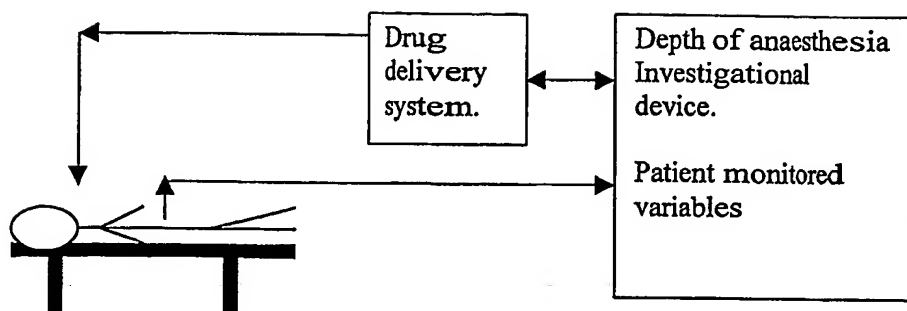 Drug
delivery
system.
Depth of anaesthesia
Investigational
device.
Patient monitored
variables